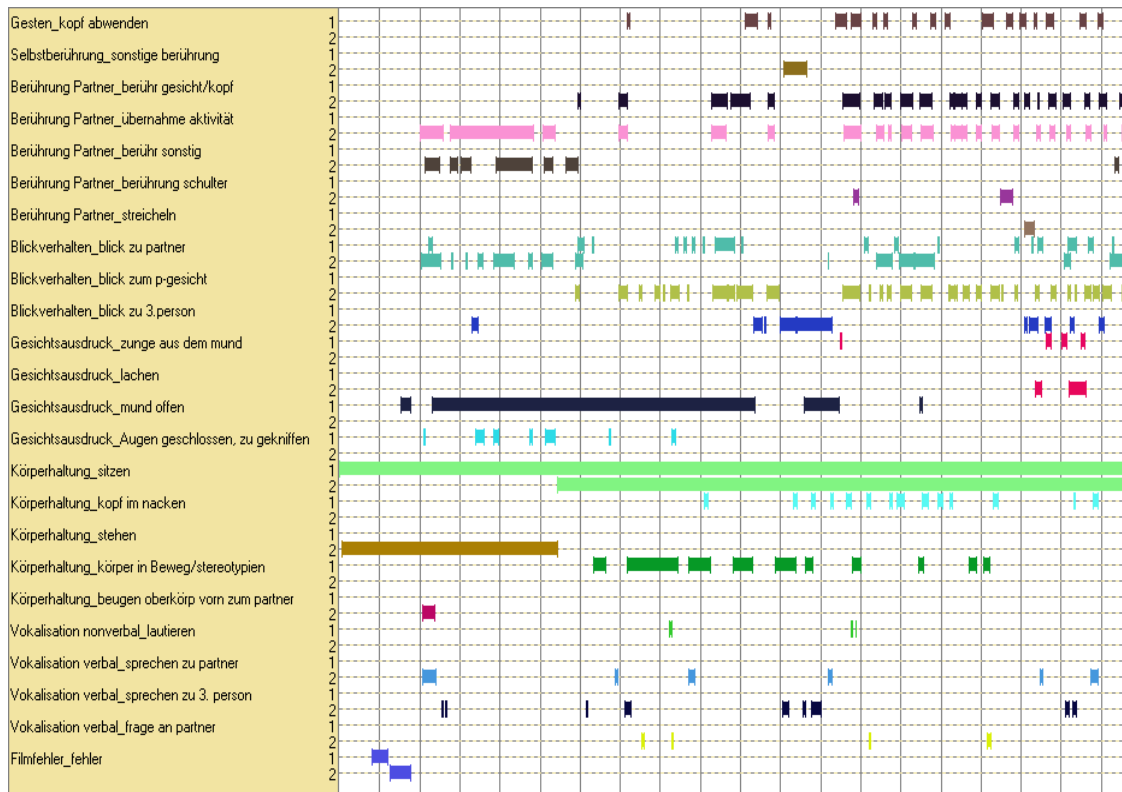 Gesten_kopf abwenden 1
2
Selbstberührung_sonstige berührung 1
2
Berührung Partner_berühr gesicht/kopf 1
2
Berührung Partner_übernahme aktivität 1
2
Berührung Partner_berühr sonstig 1
2
Berührung Partner_berührung schulter 1
2
Berührung Partner_streicheln 1
2
Blickverhalten_blick zu partner 1
2
Blickverhalten_blick zum p-gesicht 1
2
Blickverhalten_blick zu 3.person 1
2
Gesichtsausdruck_zunge aus dem mund 1
2
Gesichtsausdruck_lachen 1
2
Gesichtsausdruck_mund offen 1
2
Gesichtsausdruck_Augen geschlossen, zu gekniffen 1
2
Körperhaltung_sitzen 1
2
Körperhaltung_kopf im nacken 1
2
Körperhaltung_stehen 1
2
Körperhaltung_körper in Beweg/stereotypien 1
2
Körperhaltung_beugen oberkörp vorn zum partner 1
2
Vokalisation nonverbal_lautieren 1
2
Vokalisation verbal_sprechen zu partner 1
2
Vokalisation verbal_sprechen zu 3. person 1
2
Vokalisation verbal_frage an partner 1
2
Filmfehler_fehler 1
2